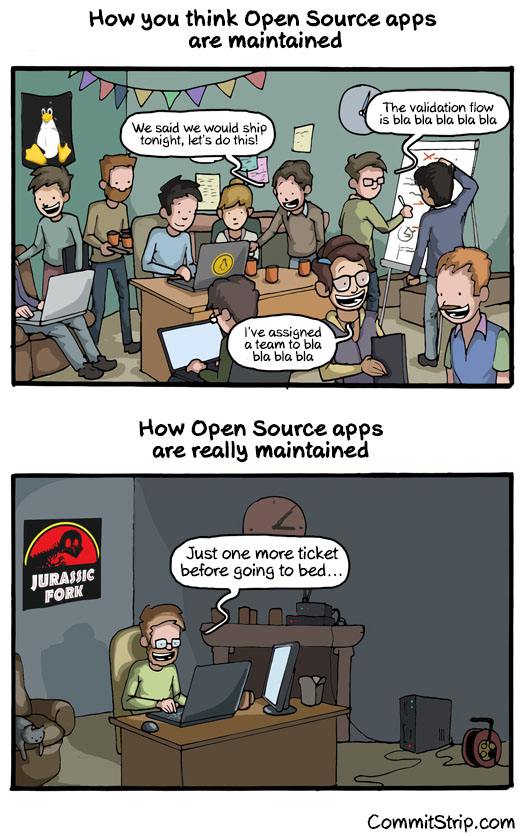 How you think Open Source apps
are maintained
We said we would ship
tonight, let's do this!
The validation flow
is bla bla bla bla bla
I've assigned
a team to bla
bla bla bla
How Open Source apps
are really maintained
Just one more ticket
before going to bed...
JURASSIC
FORK
CommitStrip.com